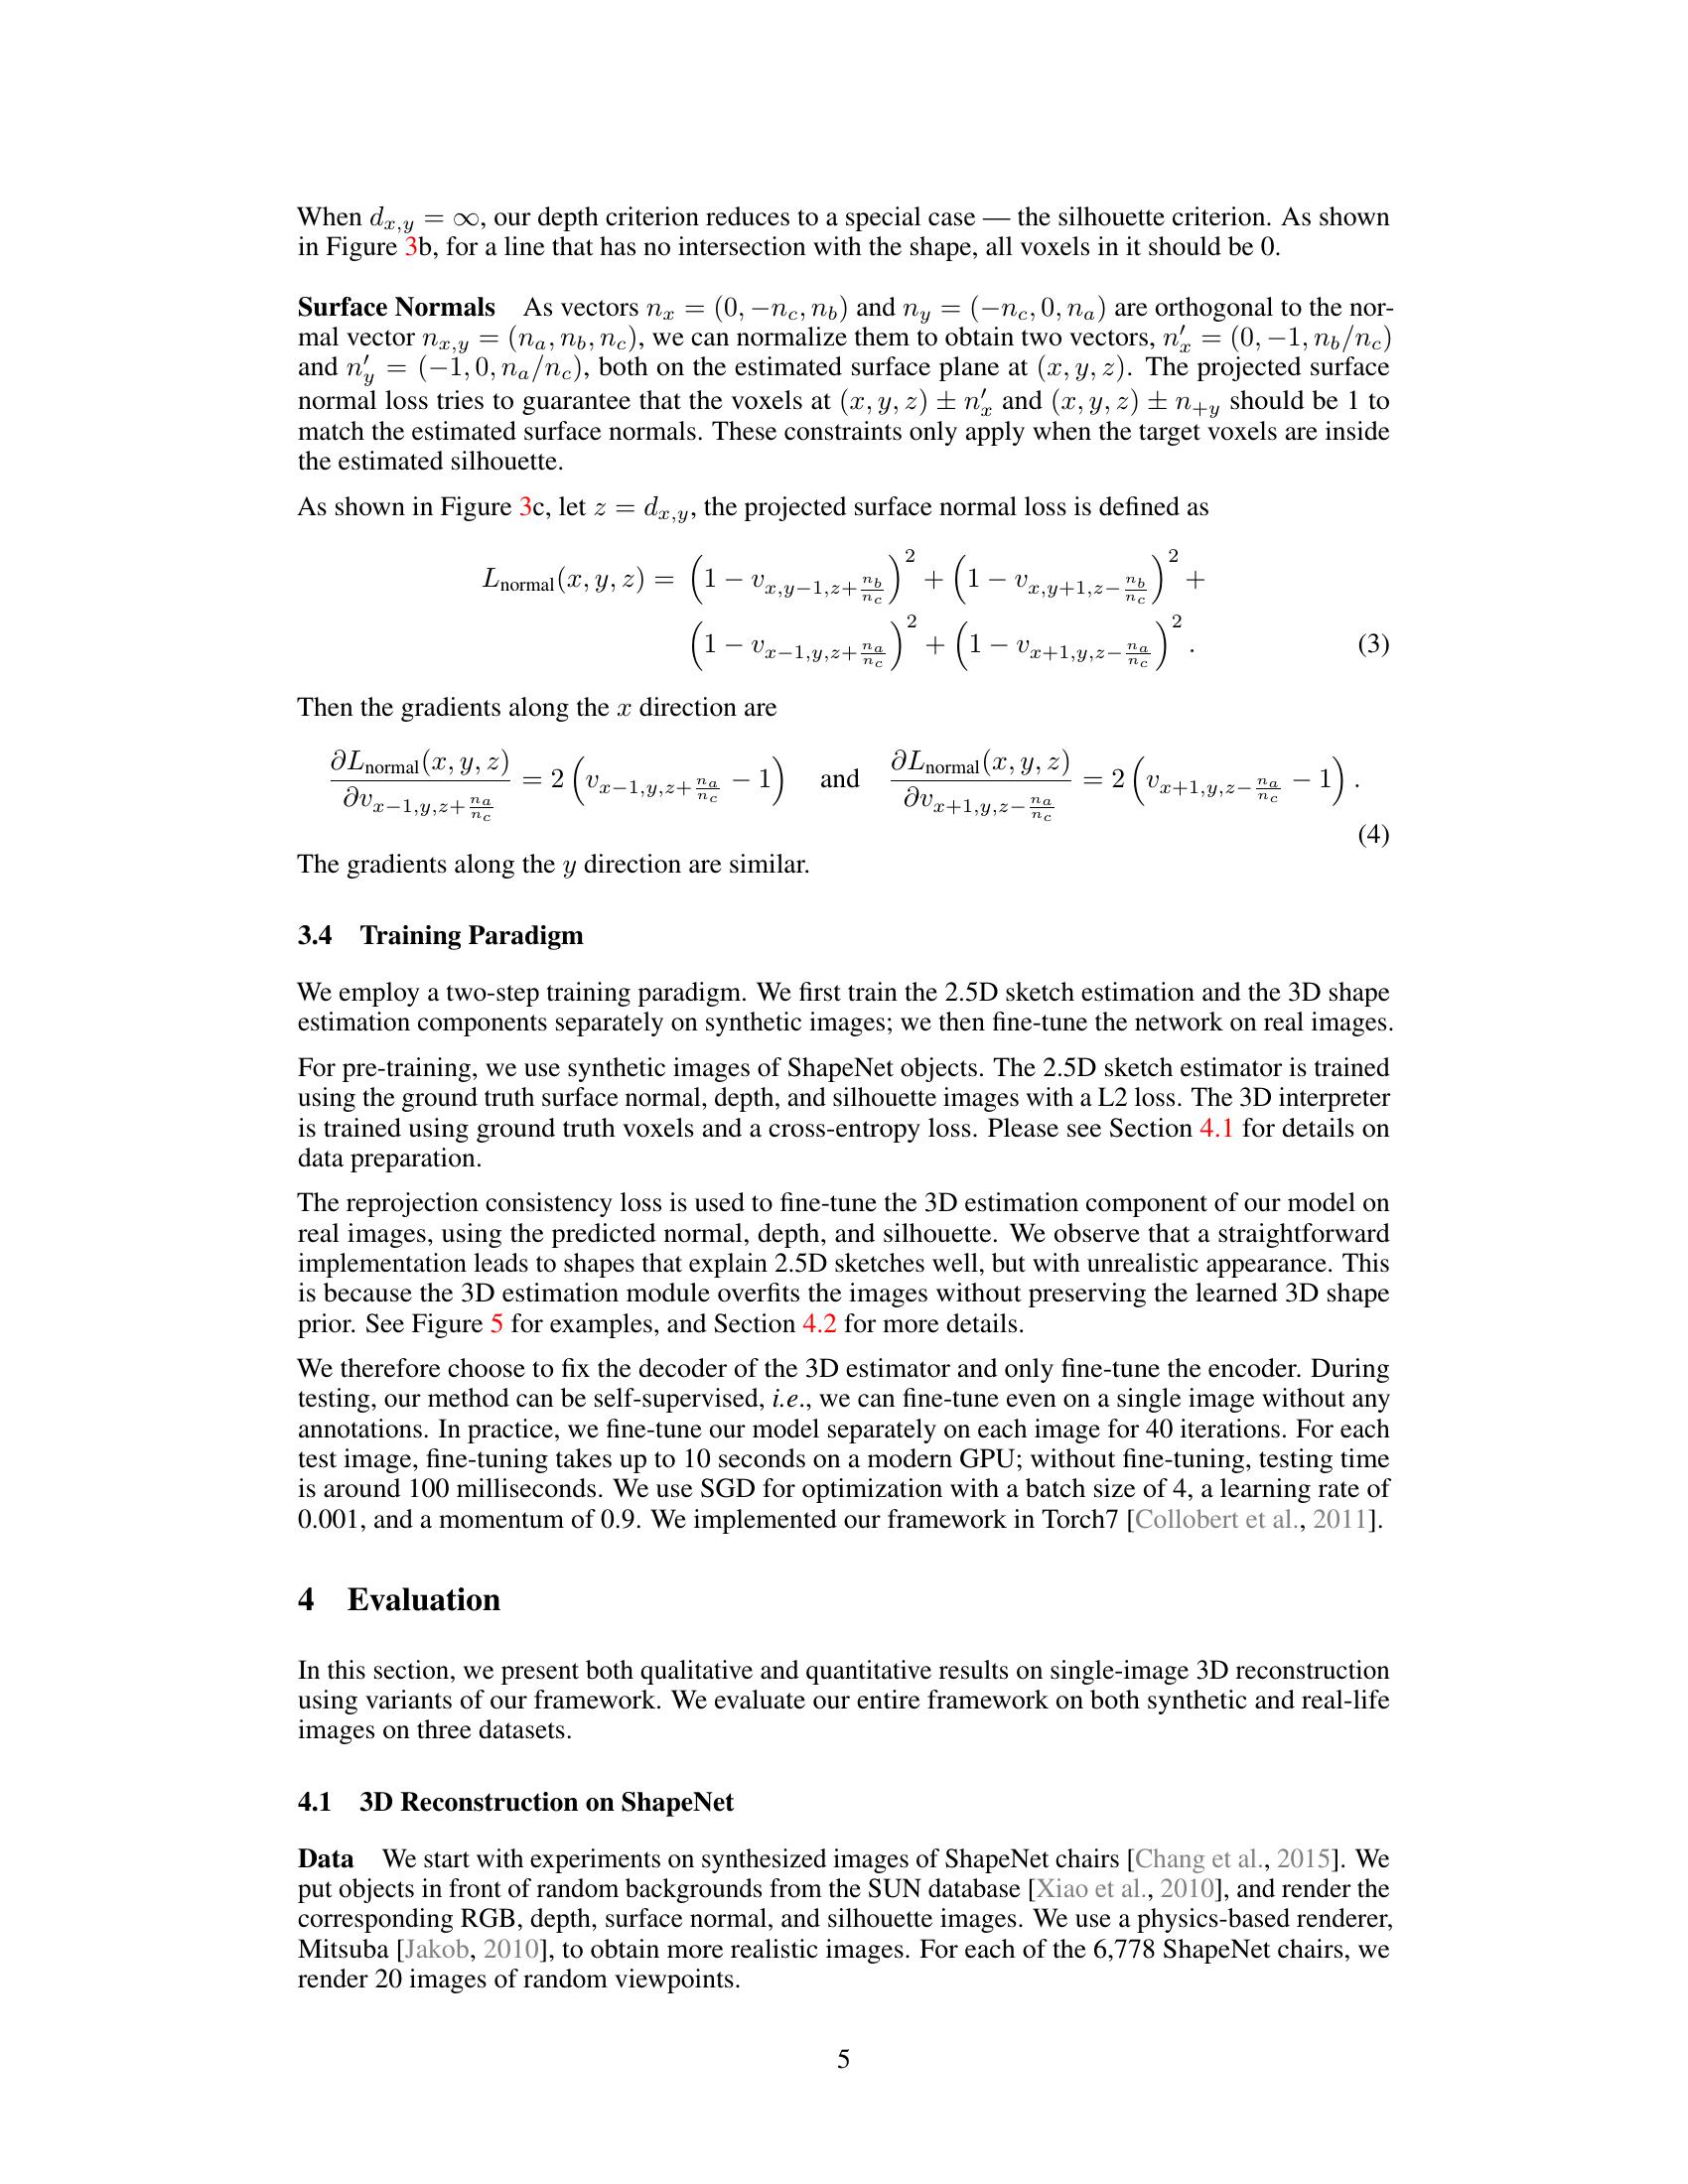 When d_{x,y} = ∞, our depth criterion reduces to a special case — the silhouette criterion. As shown
in Figure 3b, for a line that has no intersection with the shape, all voxels in it should be 0.
Surface Normals As vectors n_x = (0, −n_c, n_b) and n_y = (−n_c, 0, n_a) are orthogonal to the nor-
mal vector n_{x,y} = (n_a, n_b, n_c), we can normalize them to obtain two vectors, n′_x = (0, −1, n_b/n_c)
and n′_y = (−1, 0, n_a/n_c), both on the estimated surface plane at (x, y, z). The projected surface
normal loss tries to guarantee that the voxels at (x, y, z) ± n′_x and (x, y, z) ± n_{+y} should be 1 to
match the estimated surface normals. These constraints only apply when the target voxels are inside
the estimated silhouette.
As shown in Figure 3c, let z = d_{x,y}, the projected surface normal loss is defined as
L_{normal}(x, y, z) = (1 − v_{x,y−1,z+\frac{n_b}{n_c}})^2 + (1 − v_{x,y+1,z−\frac{n_b}{n_c}})^2 +
(1 − v_{x−1,y,z+\frac{n_a}{n_c}})^2 + (1 − v_{x+1,y,z−\frac{n_a}{n_c}})^2 . (3)
Then the gradients along the x direction are
\frac{∂L_{normal}(x, y, z)}{∂v_{x−1,y,z+\frac{n_a}{n_c}}} = 2 (v_{x−1,y,z+\frac{n_a}{n_c}} − 1) and \frac{∂L_{normal}(x, y, z)}{∂v_{x+1,y,z−\frac{n_a}{n_c}}} = 2 (v_{x+1,y,z−\frac{n_a}{n_c}} − 1) .
(4)
The gradients along the y direction are similar.
3.4 Training Paradigm
We employ a two-step training paradigm. We first train the 2.5D sketch estimation and the 3D shape
estimation components separately on synthetic images; we then fine-tune the network on real images.
For pre-training, we use synthetic images of ShapeNet objects. The 2.5D sketch estimator is trained
using the ground truth surface normal, depth, and silhouette images with a L2 loss. The 3D interpreter
is trained using ground truth voxels and a cross-entropy loss. Please see Section 4.1 for details on
data preparation.
The reprojection consistency loss is used to fine-tune the 3D estimation component of our model on
real images, using the predicted normal, depth, and silhouette. We observe that a straightforward
implementation leads to shapes that explain 2.5D sketches well, but with unrealistic appearance. This
is because the 3D estimation module overfits the images without preserving the learned 3D shape
prior. See Figure 5 for examples, and Section 4.2 for more details.
We therefore choose to fix the decoder of the 3D estimator and only fine-tune the encoder. During
testing, our method can be self-supervised, i.e., we can fine-tune even on a single image without any
annotations. In practice, we fine-tune our model separately on each image for 40 iterations. For each
test image, fine-tuning takes up to 10 seconds on a modern GPU; without fine-tuning, testing time
is around 100 milliseconds. We use SGD for optimization with a batch size of 4, a learning rate of
0.001, and a momentum of 0.9. We implemented our framework in Torch7 [Collobert et al., 2011].
4 Evaluation
In this section, we present both qualitative and quantitative results on single-image 3D reconstruction
using variants of our framework. We evaluate our entire framework on both synthetic and real-life
images on three datasets.
4.1 3D Reconstruction on ShapeNet
Data We start with experiments on synthesized images of ShapeNet chairs [Chang et al., 2015]. We
put objects in front of random backgrounds from the SUN database [Xiao et al., 2010], and render the
corresponding RGB, depth, surface normal, and silhouette images. We use a physics-based renderer,
Mitsuba [Jakob, 2010], to obtain more realistic images. For each of the 6,778 ShapeNet chairs, we
render 20 images of random viewpoints.
5